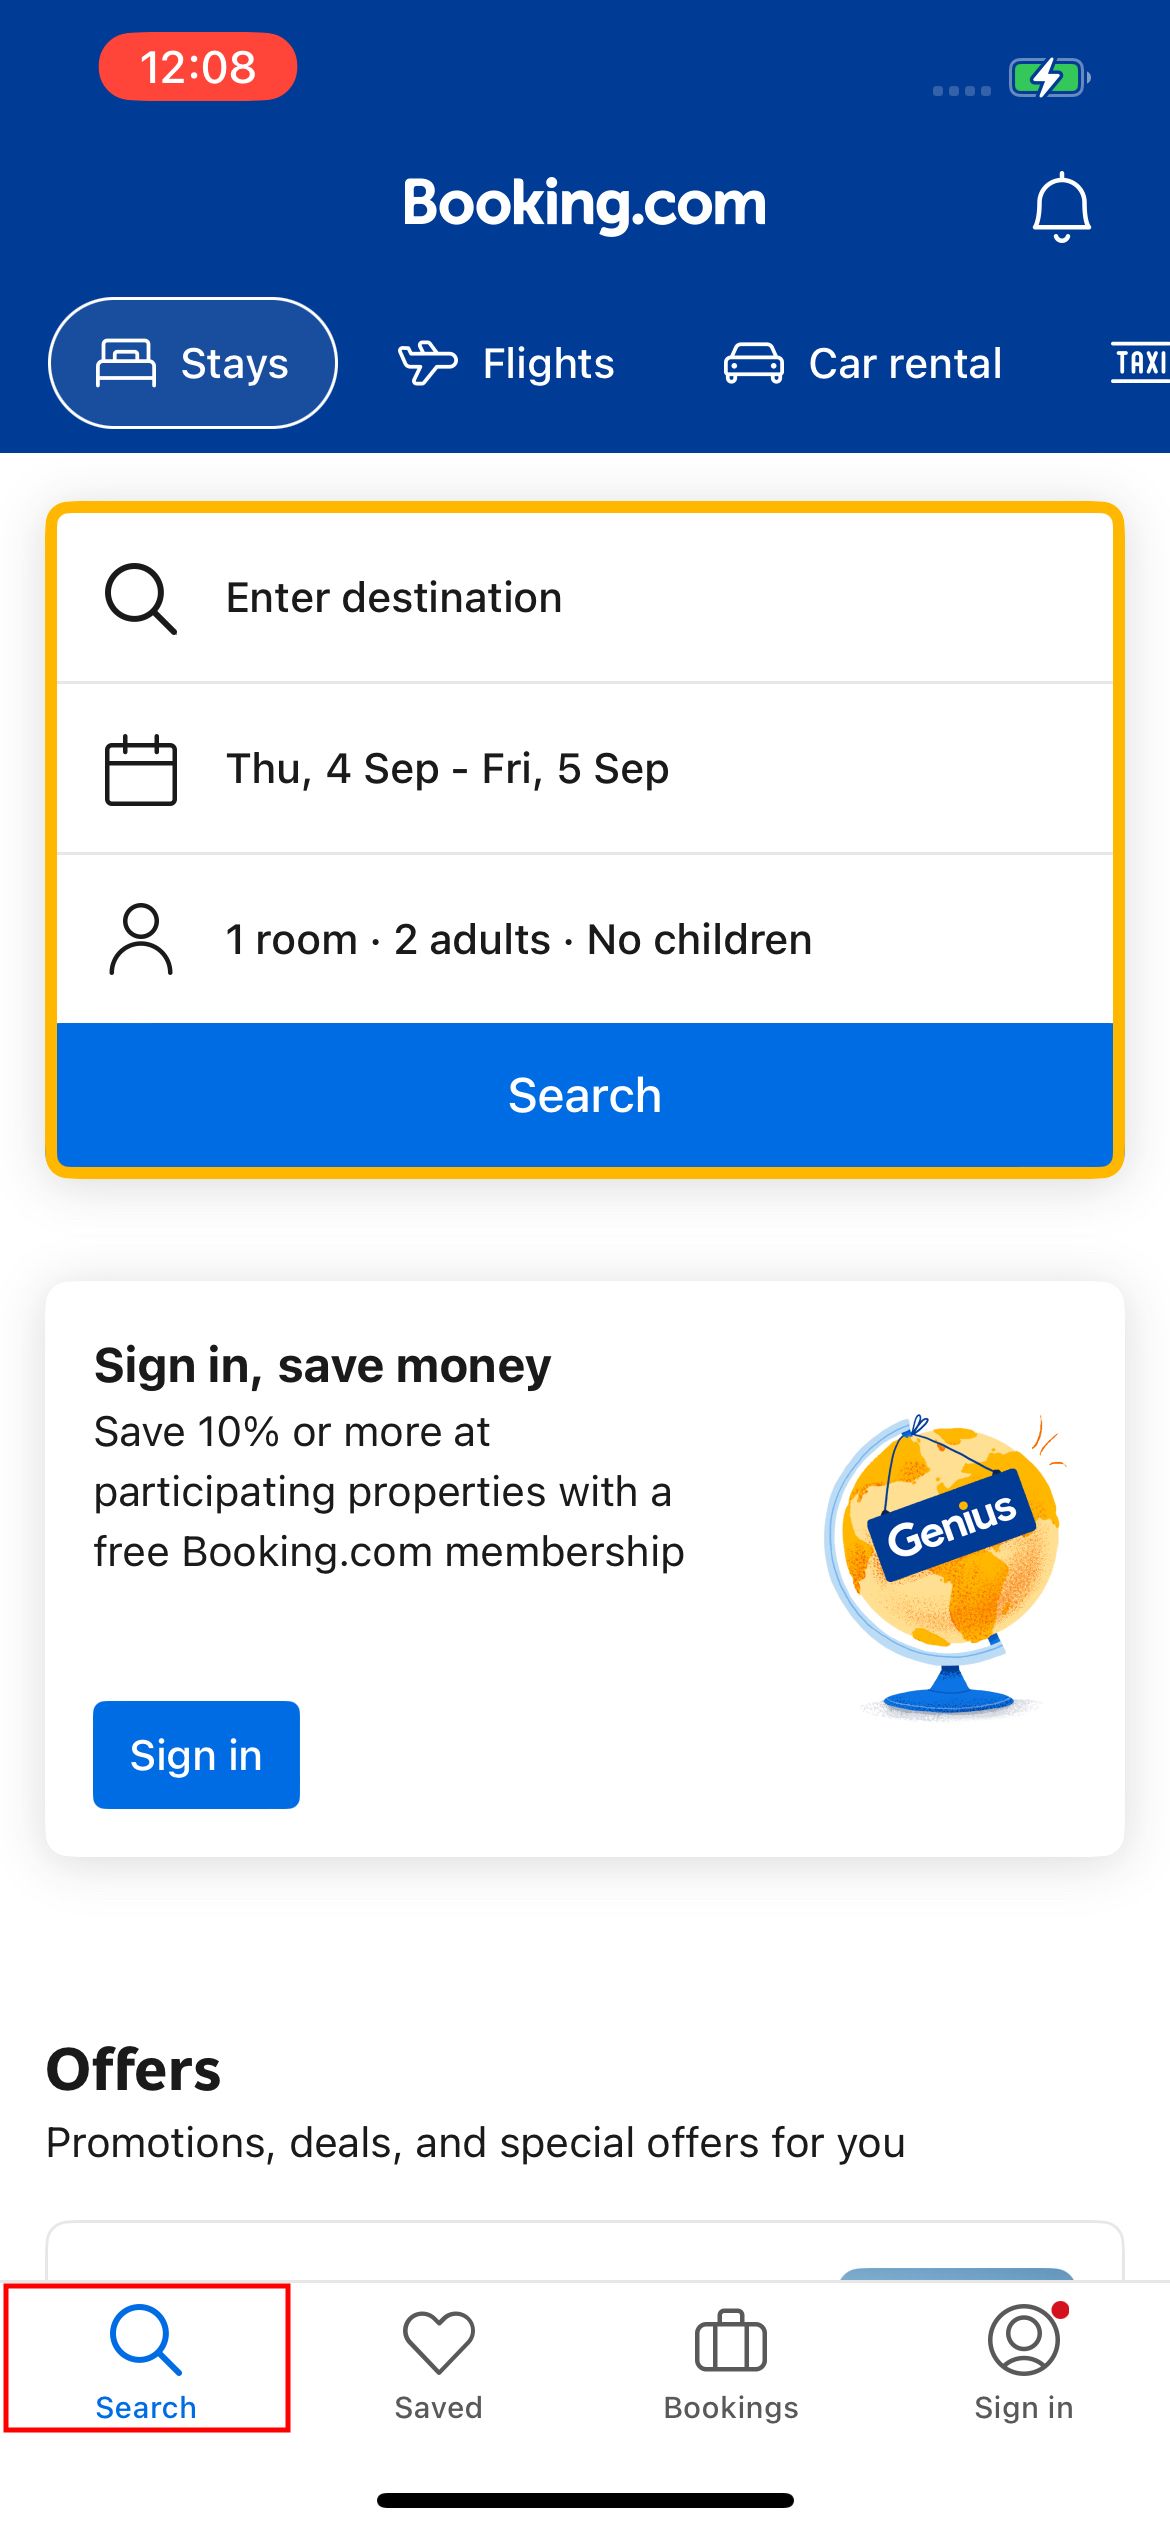 12:08
Booking.com
Stays
Flights
Car rental
TAXI
Enter destination
Thu, 4 Sep - Fri, 5 Sep
1 room · 2 adults · No children
Search
Sign in, save money
Save 10% or more at
participating properties with a
free Booking.com membership
Genius
Sign in
Offers
Promotions, deals, and special offers for you
Search
Saved
Bookings
Sign in